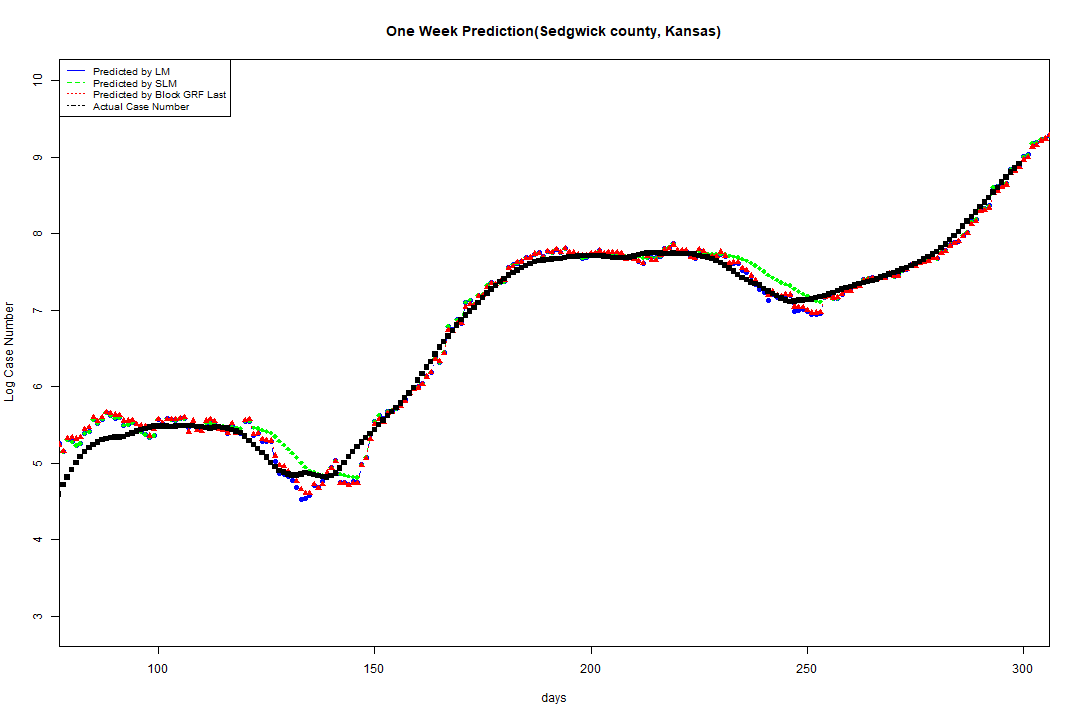 One Week Prediction(Sedgwick county, Kansas)
Predicted by LM
Predicted by SLM
Predicted by Block GRF Last
Actual Case Number
Log Case Number
10
9
8
7
6
5
4
3
100 150 200 250 300
days